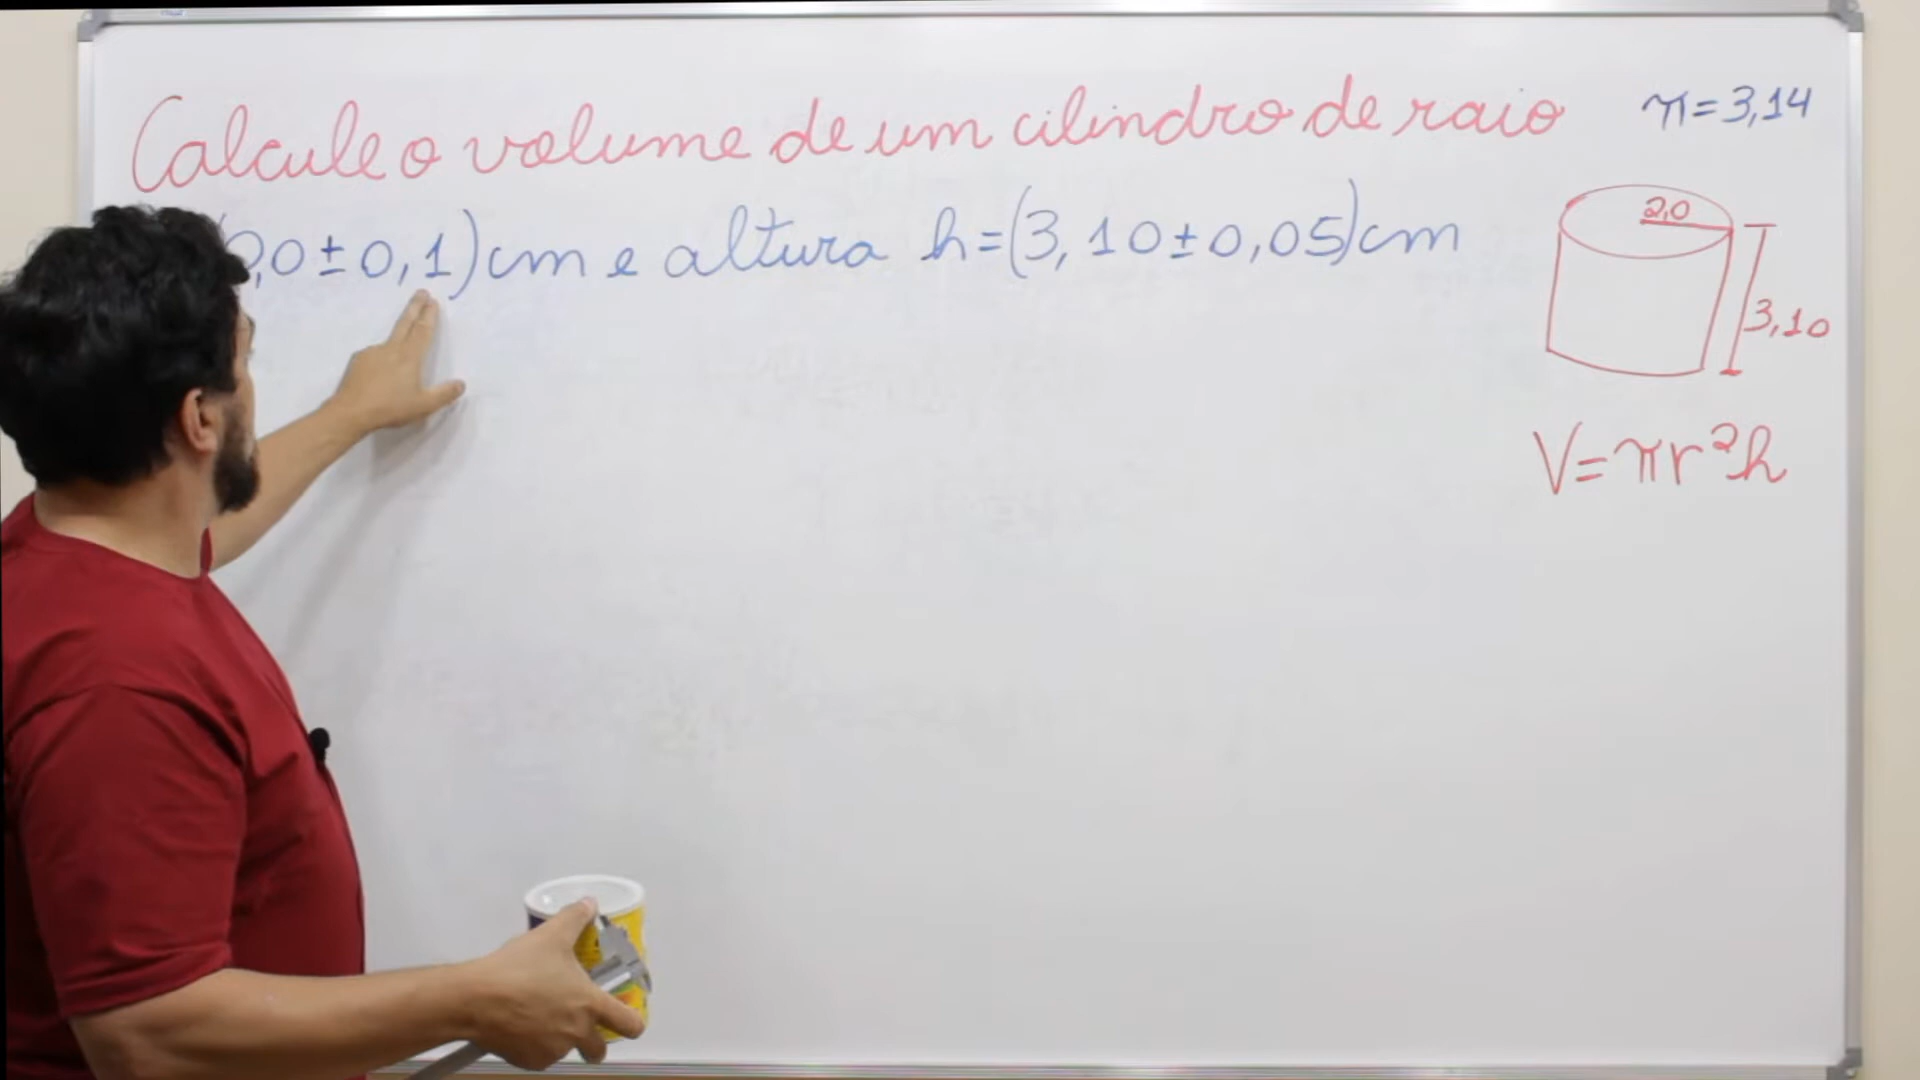 Calcule o volume de um cilindro de raio
,0 ± 0,1) cm e altura h = (3,10 ± 0,05) cm
π = 3,14
2,0
3,10
V = πr²h